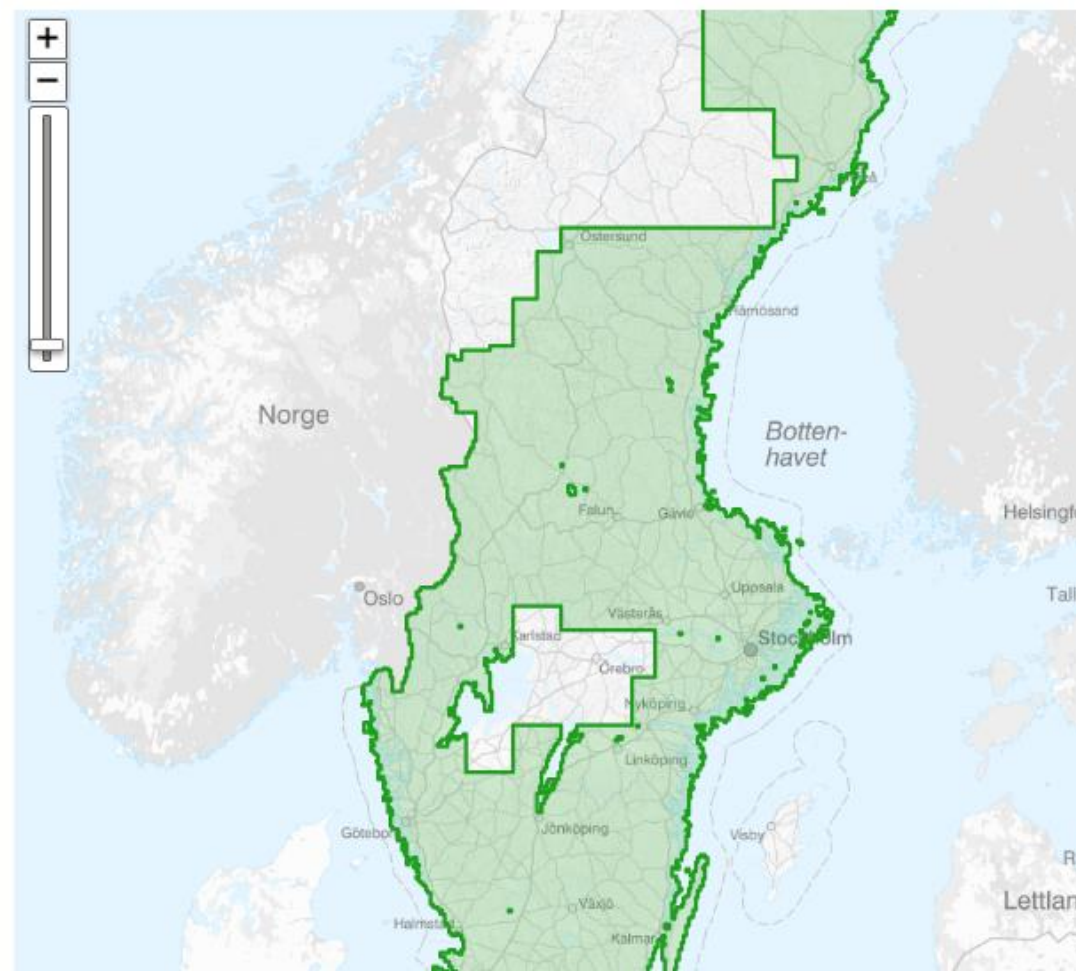 +
−
Östersund
Härnösand
Norge
Botten-
havet
Falun
Gävle
Helsingf
Uppsala
Oslo
Tall
Västerås
Karlstad
Stockholm
Örebro
Nyköping
Linköping
Götebor
Jönköping
Visby
R
Lettlan
Växjö
Halmstad
Kalmar